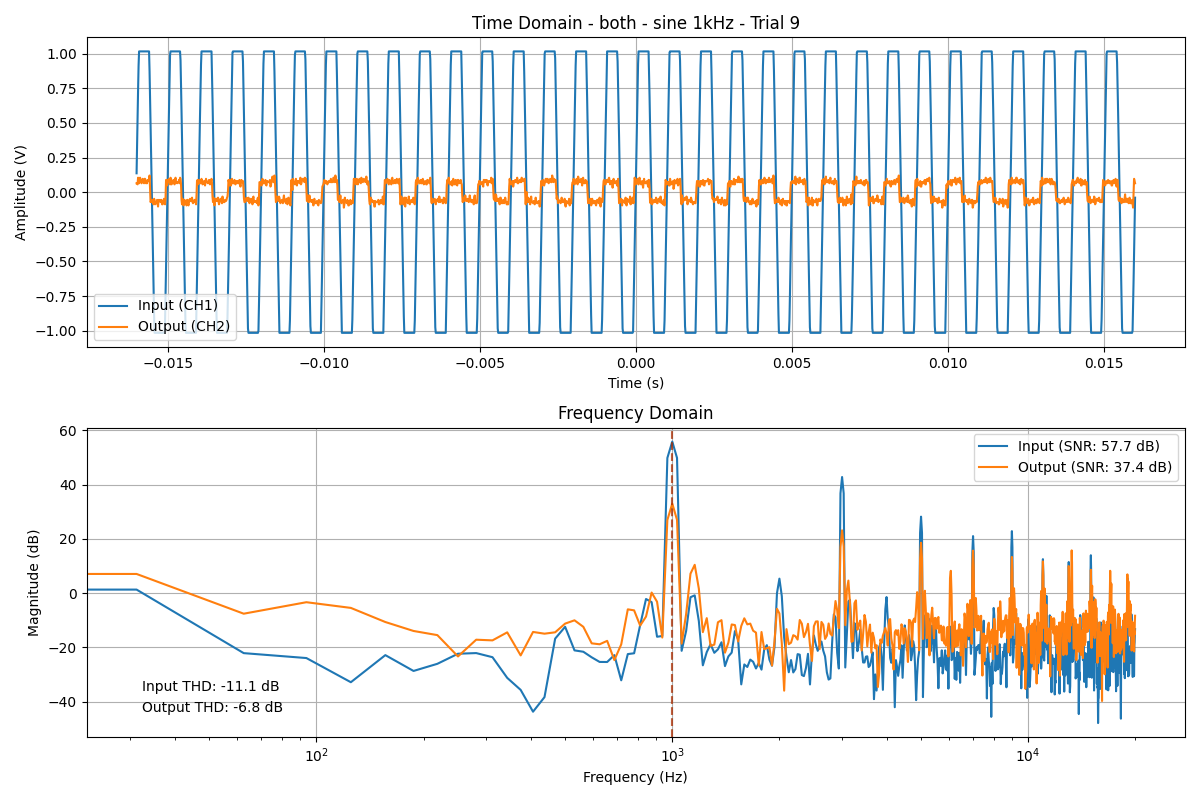 Time Domain - both - sine 1kHz - Trial 9
1.00
0.75
0.50
0.25
0.00
−0.25
−0.50
−0.75
−1.00
Amplitude (V)
Input (CH1)
Output (CH2)
−0.015 −0.010 −0.005 0.000 0.005 0.010 0.015
Time (s)
Frequency Domain
60
40
20
0
−20
−40
Magnitude (dB)
Input (SNR: 57.7 dB)
Output (SNR: 37.4 dB)
Input THD: -11.1 dB
Output THD: -6.8 dB
10² 10³ 10⁴
Frequency (Hz)